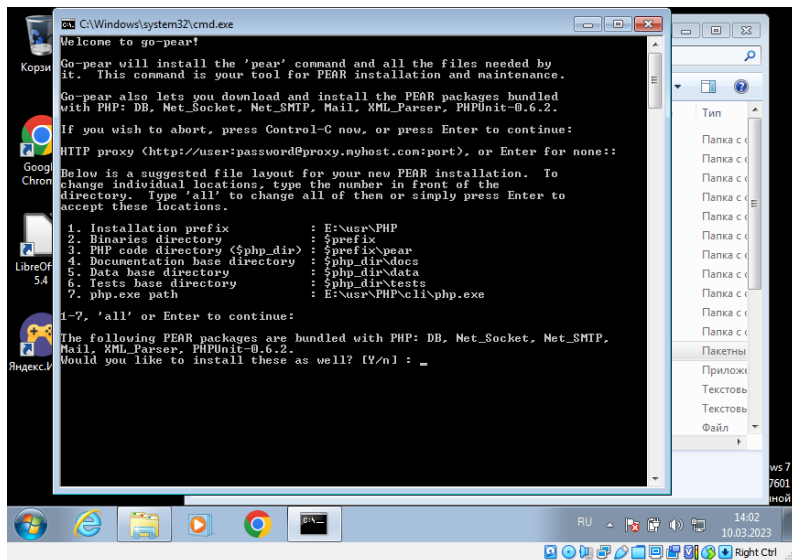 C:\Windows\system32\cmd.exe
Welcome to go-pear!
Go-pear will install the 'pear' command and all the files needed by
it.  This command is your tool for PEAR installation and maintenance.
Go-pear also lets you download and install the PEAR packages bundled
with PHP: DB, Net_Socket, Net_SMTP, Mail, XML_Parser, PHPUnit-0.6.2.
If you wish to abort, press Control-C now, or press Enter to continue:
HTTP proxy (http://user:password@proxy.myhost.com:port), or Enter for none::
Below is a suggested file layout for your new PEAR installation.  To
change individual locations, type the number in front of the
directory.  Type 'all' to change all of them or simply press Enter to
accept these locations.
1. Installation prefix : E:\usr\PHP
2. Binaries directory : $prefix
3. PHP code directory ($php_dir) : $prefix\pear
4. Documentation base directory : $php_dir\docs
5. Data base directory : $php_dir\data
6. Tests base directory : $php_dir\tests
7. php.exe path : E:\usr\PHP\cli\php.exe
1-7, 'all' or Enter to continue:
The following PEAR packages are bundled with PHP: DB, Net_Socket, Net_SMTP,
Mail, XML_Parser, PHPUnit-0.6.2.
Would you like to install these as well? [Y/n] : _
Корзи
Googl
Chron
LibreOf
5.4
Яндекс.И
Тип
Папка с
Папка с
Папка с
Папка с
Папка с
Папка с
Папка с
Папка с
Папка с
Папка с
Папка с
Пакетны
Приложе
Текстовь
Текстовь
Файл
ws 7
7601
ной
RU
14:02
10.03.2023
Right Ctrl